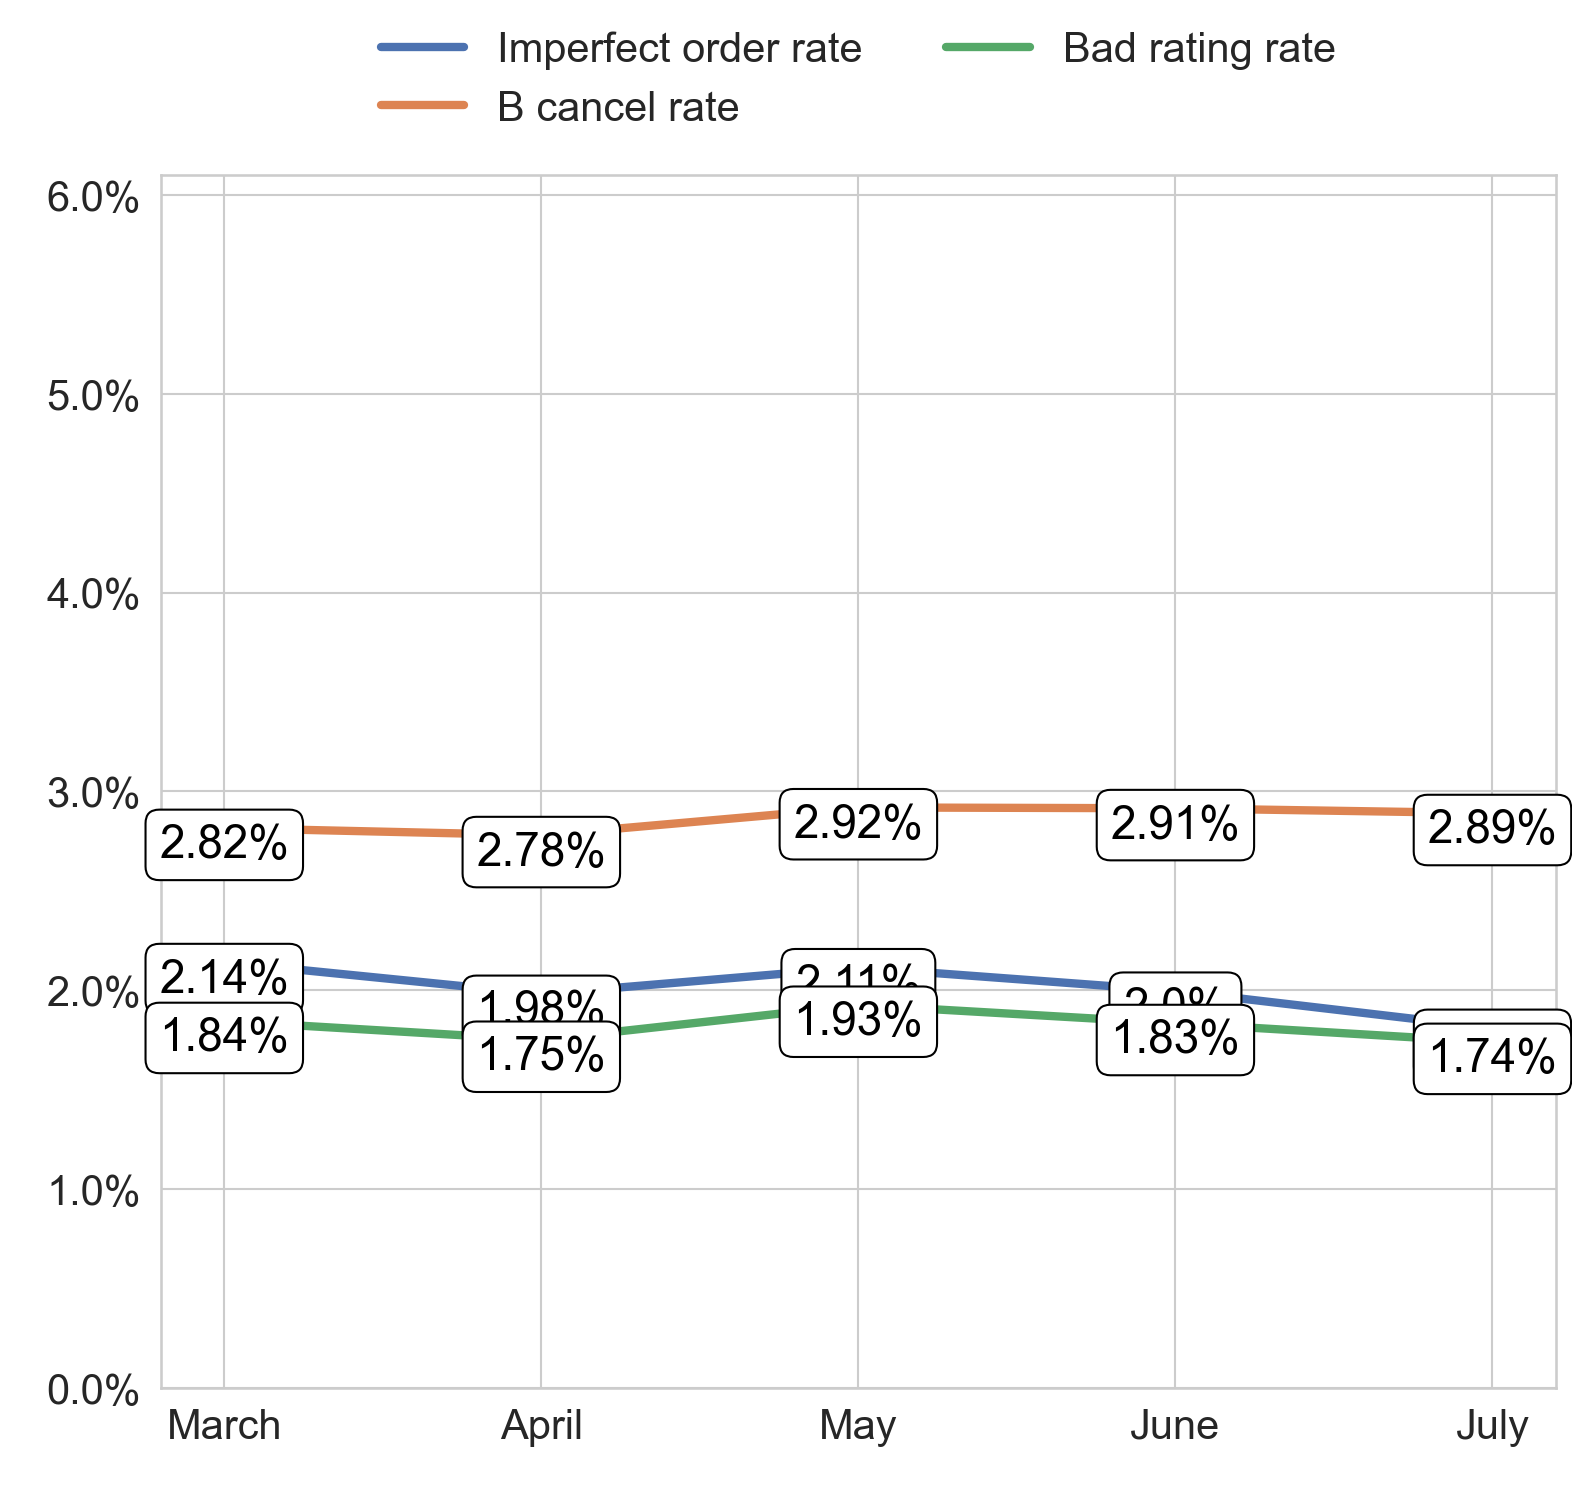 Imperfect order rate
Bad rating rate
B cancel rate
6.0%
5.0%
4.0%
3.0%
2.82%
2.78%
2.92%
2.91%
2.89%
2.0%
2.14%
1.98%
2.11%
2.0%
1.84%
1.75%
1.93%
1.83%
1.74%
1.0%
0.0%
March
April
May
June
July